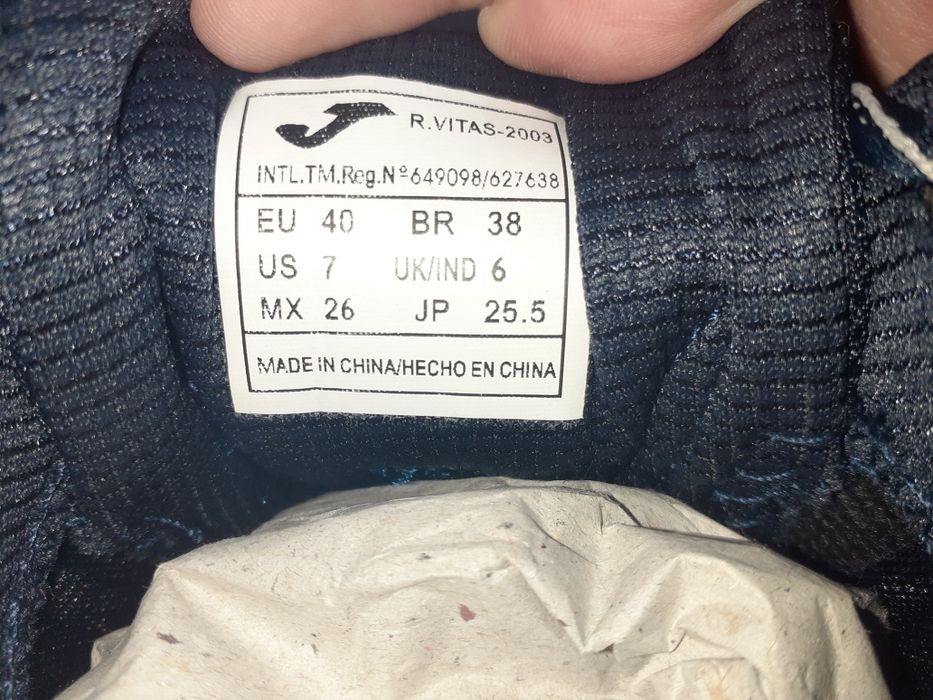 R.VITAS-2003
INTL.TM.Reg.Nº649098/627638
EU 40 BR 38
US 7 UK/IND 6
MX 26 JP 25.5
MADE IN CHINA/HECHO EN CHINA